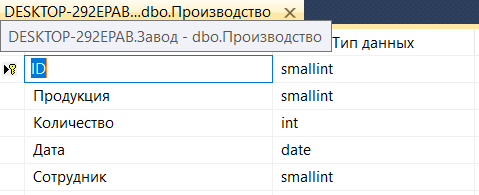 DESKTOP-292EPAB...dbo.Производство
DESKTOP-292EPAB.Завод - dbo.Производство
Тип данных
ID smallint
Продукция smallint
Количество int
Дата date
Сотрудник smallint